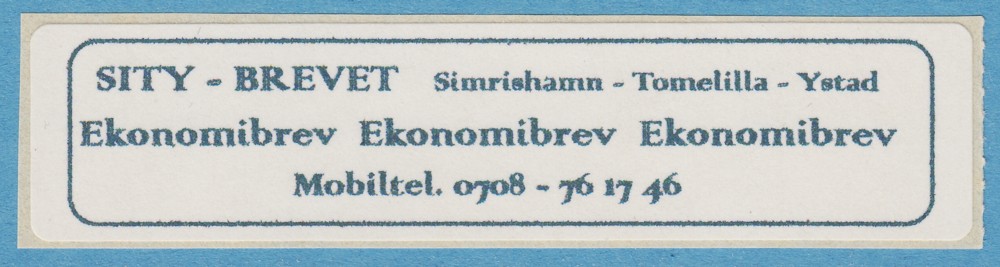 SITY - BREVET Simrishamn - Tomelilla - Ystad
Ekonomibrev Ekonomibrev Ekonomibrev
Mobiltel. 0708 - 76 17 46